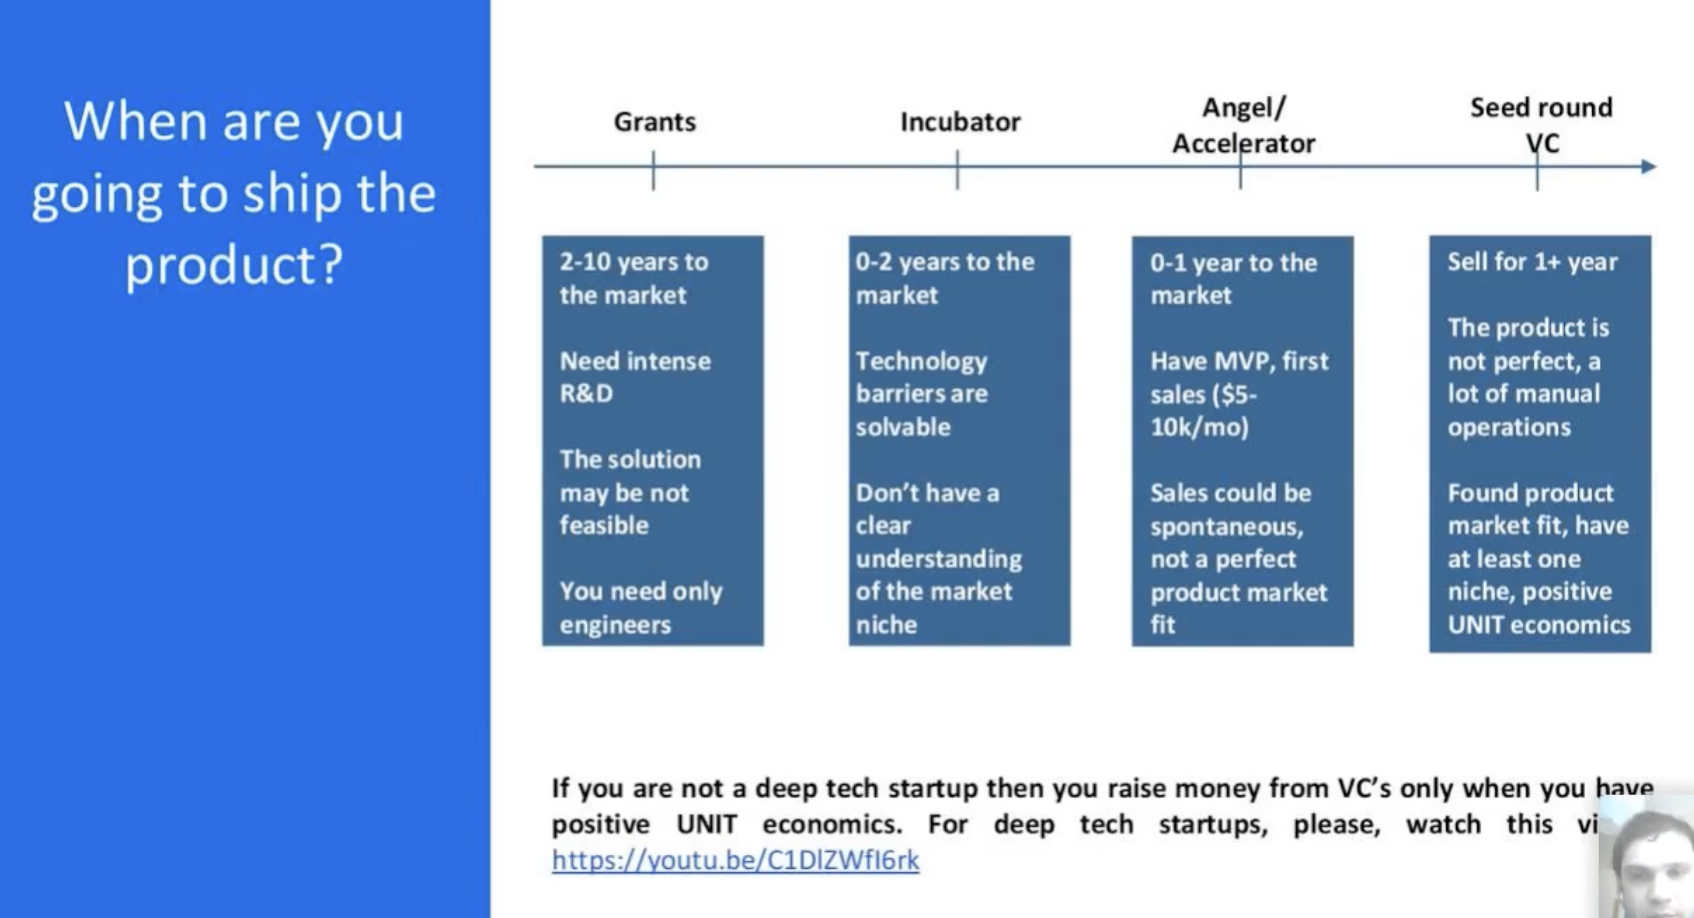 When are you
going to ship the
product?
Grants
Incubator
Angel/
Accelerator
Seed round
VC
2-10 years to
the market
Need intense
R&D
The solution
may be not
feasible
You need only
engineers
0-2 years to the
market
Technology
barriers are
solvable
Don't have a
clear
understanding
of the market
niche
0-1 year to the
market
Have MVP, first
sales ($5-
10k/mo)
Sales could be
spontaneous,
not a perfect
product market
fit
Sell for 1+ year
The product is
not perfect, a
lot of manual
operations
Found product
market fit, have
at least one
niche, positive
UNIT economics
If you are not a deep tech startup then you raise money from VC's only when you have
positive UNIT economics. For deep tech startups, please, watch this
https://youtu.be/C1DlZWfI6rk